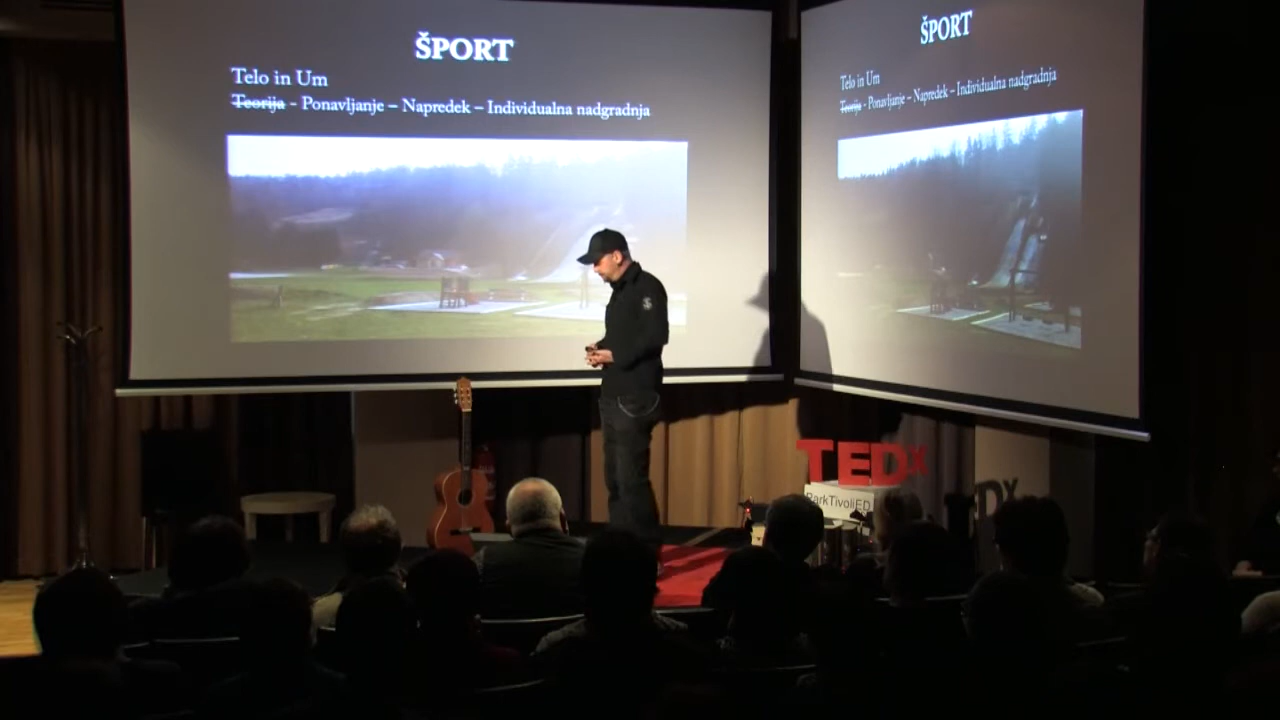 ŠPORT
Telo in Um
Teorija - Ponavljanje – Napredek – Individualna nadgradnja
ŠPORT
Telo in Um
Teorija - Ponavljanje – Napredek – Individualna nadgradnja
TEDx
ParkTivoliED